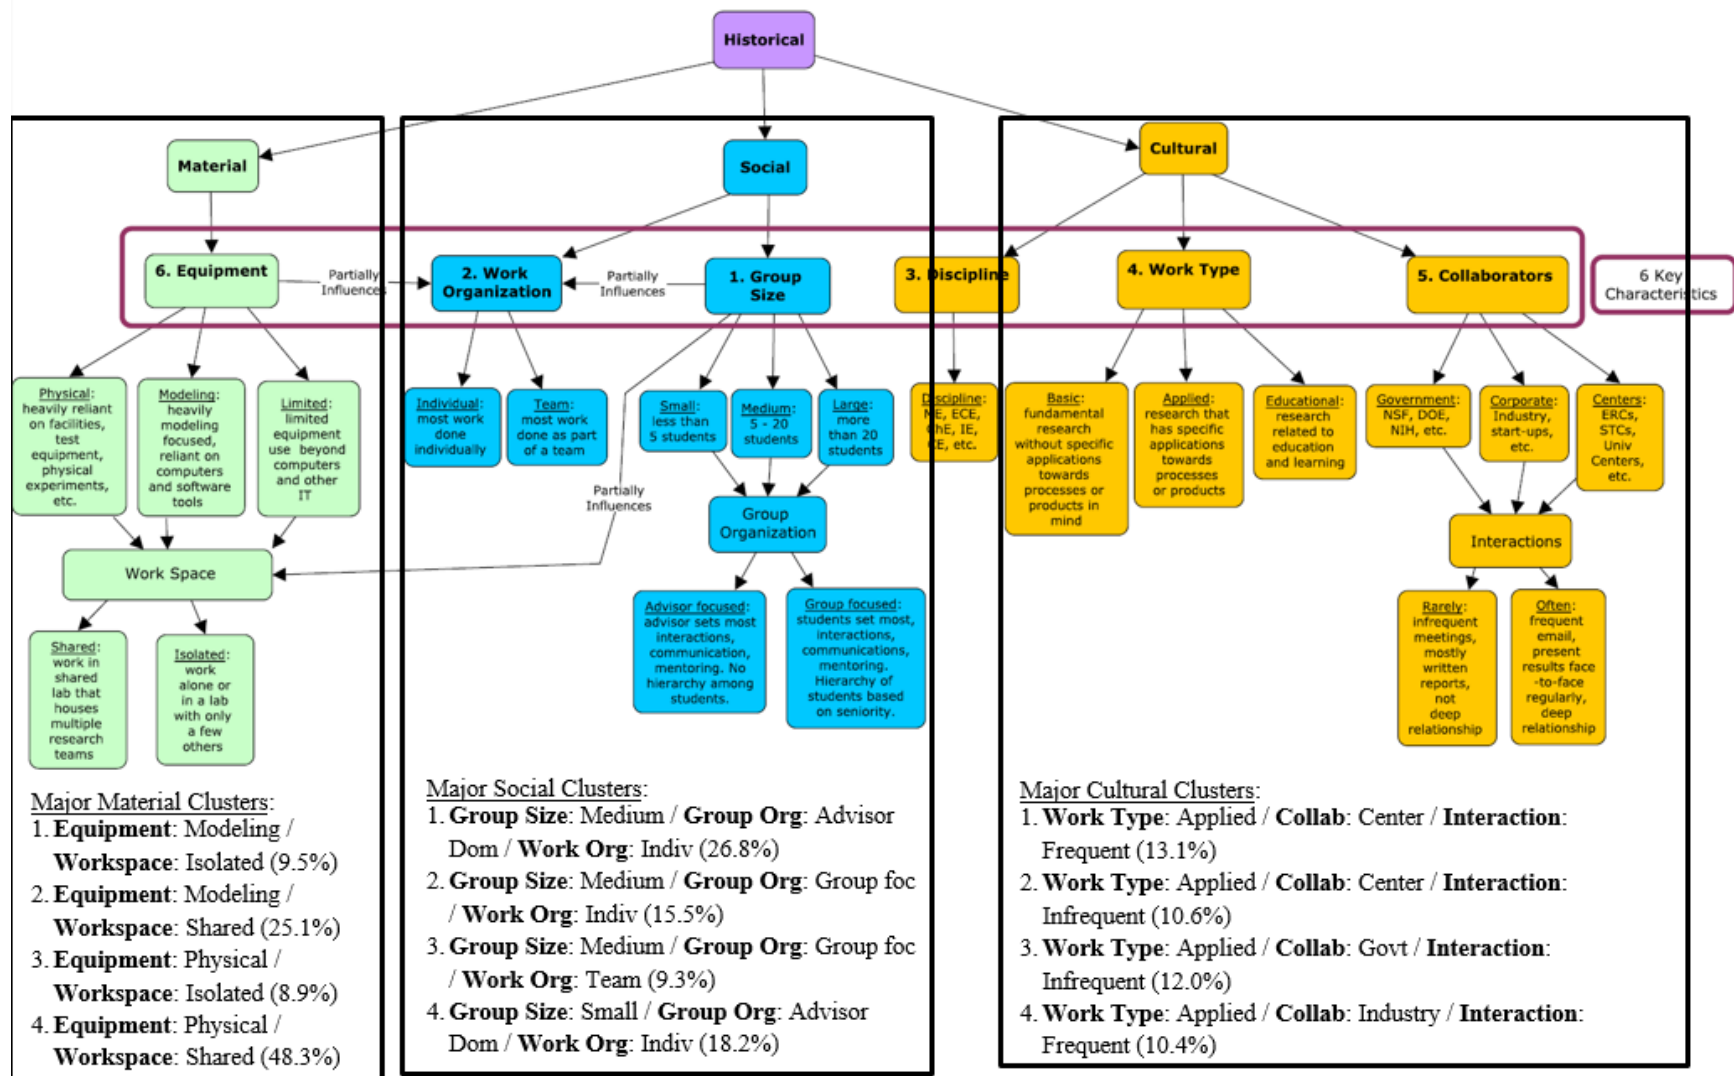 Historical
Material
Social
Cultural
6. Equipment
Partially
Influences
2. Work
Organization
Partially
Influences
1. Group
Size
3. Discipline
4. Work Type
5. Collaborators
6 Key
Characteristics
Physical:
heavily reliant
on facilities,
test
equipment,
physical
experiments,
etc.
Modeling:
heavily
modeling
focused,
reliant on
computers
and software
tools
Limited:
limited
equipment
use beyond
computers
and other
IT
Individual:
most work
done
individually
Team:
most work
done as part
of a team
Small:
less than
5 students
Medium:
5 - 20
students
Large:
more
than 20
students
Discipline:
ME, ECE,
ChE, IE,
CE, etc.
Basic:
fundamental
research
without specific
applications
towards
processes or
products in
mind
Applied:
research that
has specific
applications
towards
processes
or products
Educational:
research
related to
education
and learning
Government:
NSF, DOE,
NIH, etc.
Corporate:
Industry,
start-ups,
etc.
Centers:
ERCs,
STCs,
Univ
Centers,
etc.
Partially
Influences
Group
Organization
Interactions
Work Space
Shared:
work in
shared
lab that
houses
multiple
research
teams
Isolated:
work
alone or
in a lab
with only
a few
others
Advisor focused:
advisor sets most
interactions,
communication,
mentoring. No
hierarchy among
students.
Group focused:
students set most,
interactions,
communications,
mentoring.
Hierarchy of
students based
on seniority.
Rarely:
infrequent
meetings,
mostly
written
reports,
not
deep
relationship
Often:
frequent
email,
present
results face
-to-face
regularly,
deep
relationship
Major Material Clusters:
1. Equipment: Modeling /
Workspace: Isolated (9.5%)
2. Equipment: Modeling /
Workspace: Shared (25.1%)
3. Equipment: Physical /
Workspace: Isolated (8.9%)
4. Equipment: Physical /
Workspace: Shared (48.3%)
Major Social Clusters:
1. Group Size: Medium / Group Org: Advisor
Dom / Work Org: Indiv (26.8%)
2. Group Size: Medium / Group Org: Group foc
/ Work Org: Indiv (15.5%)
3. Group Size: Medium / Group Org: Group foc
/ Work Org: Team (9.3%)
4. Group Size: Small / Group Org: Advisor
Dom / Work Org: Indiv (18.2%)
Major Cultural Clusters:
1. Work Type: Applied / Collab: Center / Interaction:
Frequent (13.1%)
2. Work Type: Applied / Collab: Center / Interaction:
Infrequent (10.6%)
3. Work Type: Applied / Collab: Govt / Interaction:
Infrequent (12.0%)
4. Work Type: Applied / Collab: Industry / Interaction:
Frequent (10.4%)